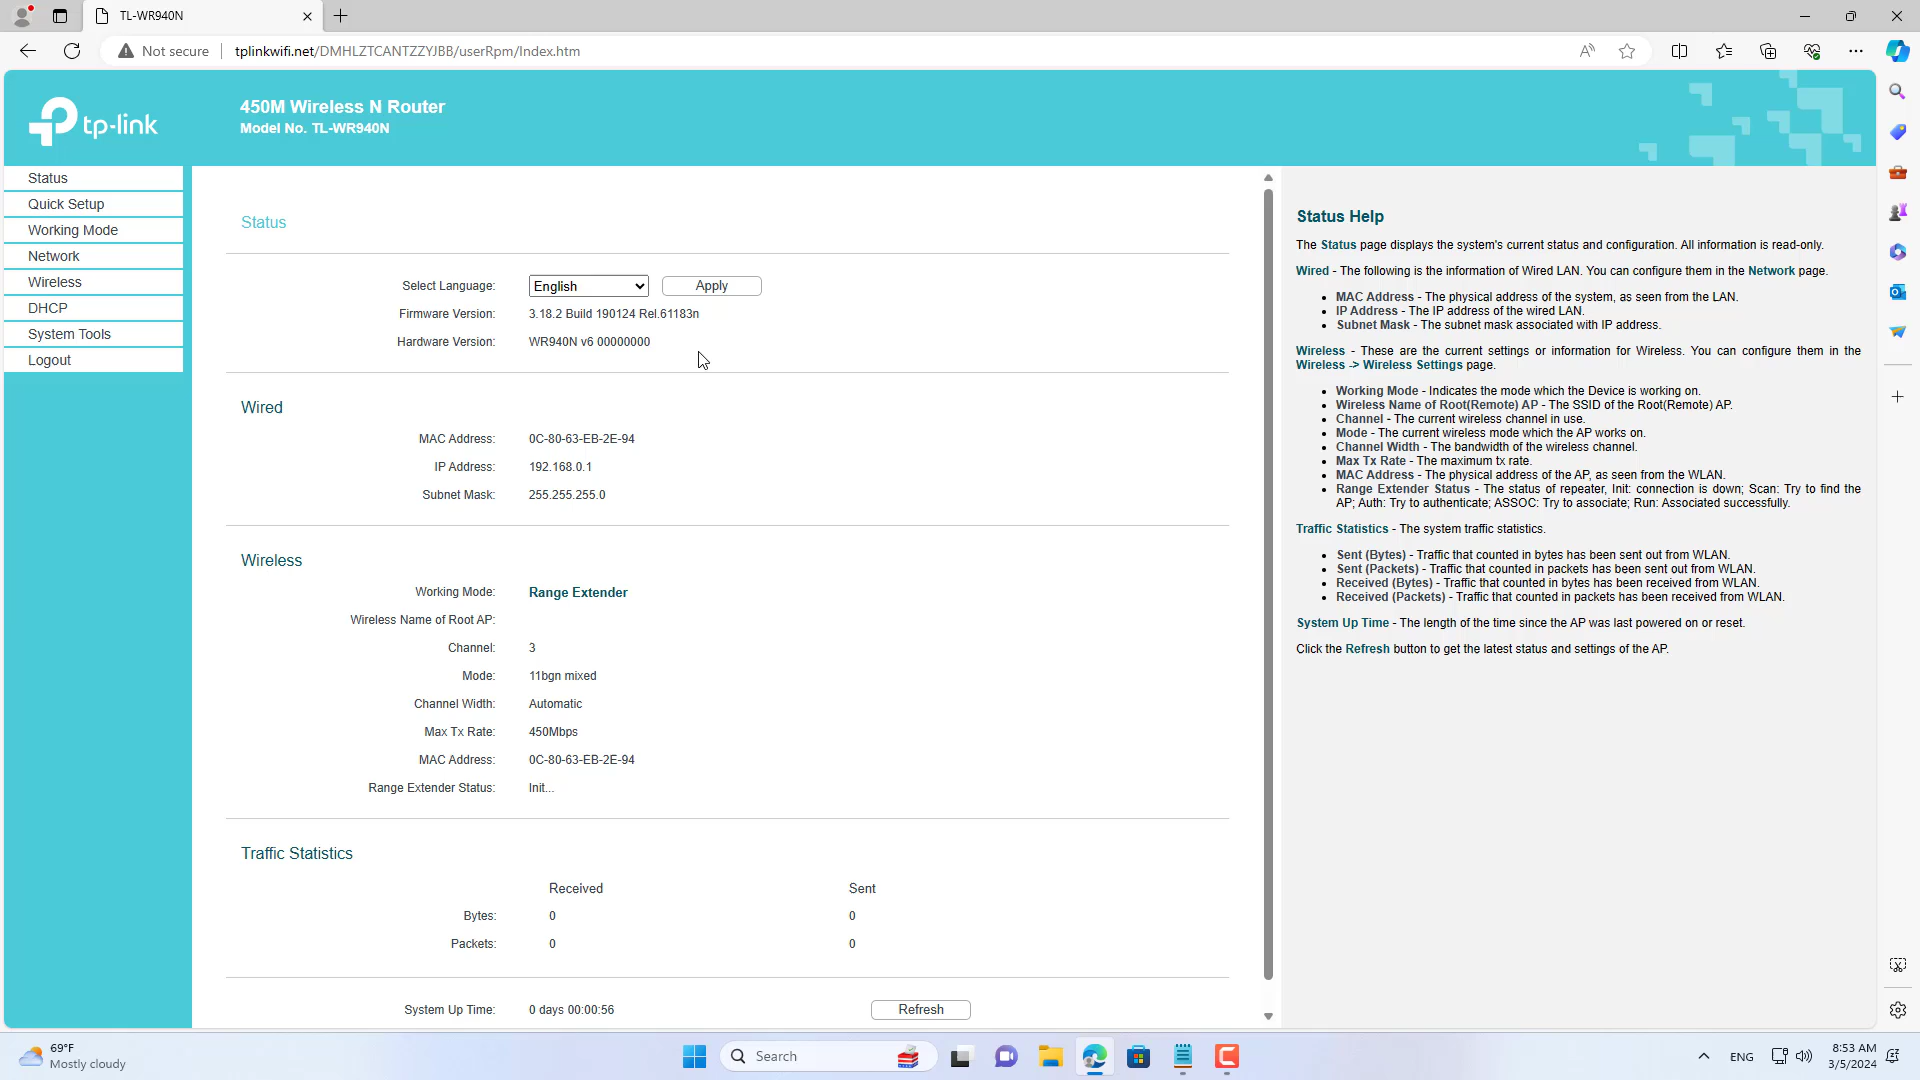 TL-WR940N
Not secure
tplinkwifi.net/DMHLZTCANTZZYJBB/userRpm/Index.htm
tp-link
450M Wireless N Router
Model No. TL-WR940N
Status
Quick Setup
Working Mode
Network
Wireless
DHCP
System Tools
Logout
Status
Select Language: English Apply
Firmware Version: 3.18.2 Build 190124 Rel.61183n
Hardware Version: WR940N v6 00000000
Wired
MAC Address: 0C-80-63-EB-2E-94
IP Address: 192.168.0.1
Subnet Mask: 255.255.255.0
Wireless
Working Mode: Range Extender
Wireless Name of Root AP:
Channel: 3
Mode: 11bgn mixed
Channel Width: Automatic
Max Tx Rate: 450Mbps
MAC Address: 0C-80-63-EB-2E-94
Range Extender Status: Init...
Traffic Statistics
Received Sent
Bytes: 0 0
Packets: 0 0
System Up Time: 0 days 00:00:56 Refresh
Status Help
The Status page displays the system's current status and configuration. All information is read-only.
Wired - The following is the information of Wired LAN. You can configure them in the Network page.
• MAC Address - The physical address of the system, as seen from the LAN.
• IP Address - The IP address of the wired LAN.
• Subnet Mask - The subnet mask associated with IP address.
Wireless - These are the current settings or information for Wireless. You can configure them in the
Wireless -> Wireless Settings page.
• Working Mode - Indicates the mode which the Device is working on.
• Wireless Name of Root(Remote) AP - The SSID of the Root(Remote) AP.
• Channel - The current wireless channel in use.
• Mode - The current wireless mode which the AP works on.
• Channel Width - The bandwidth of the wireless channel.
• Max Tx Rate - The maximum tx rate.
• MAC Address - The physical address of the AP, as seen from the WLAN.
• Range Extender Status - The status of repeater, Init: connection is down; Scan: Try to find the
AP; Auth: Try to authenticate; ASSOC: Try to associate; Run: Associated successfully.
Traffic Statistics - The system traffic statistics.
• Sent (Bytes) - Traffic that counted in bytes has been sent out from WLAN.
• Sent (Packets) - Traffic that counted in packets has been sent out from WLAN.
• Received (Bytes) - Traffic that counted in bytes has been received from WLAN.
• Received (Packets) - Traffic that counted in packets has been received from WLAN.
System Up Time - The length of the time since the AP was last powered on or reset.
Click the Refresh button to get the latest status and settings of the AP.
69°F
Mostly cloudy
Search
ENG
8:53 AM
3/5/2024